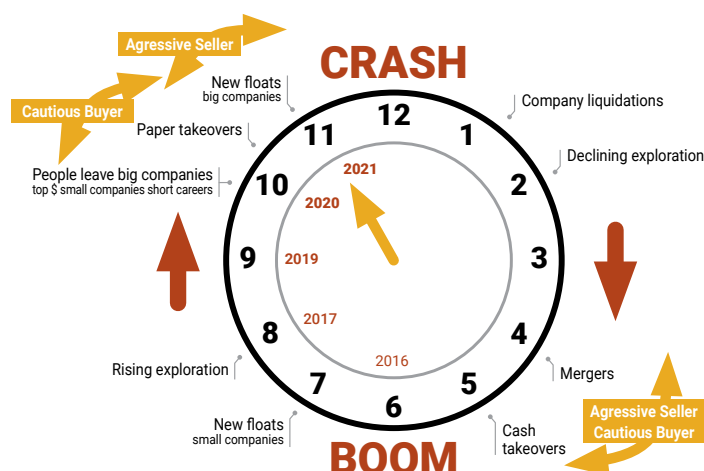 Agressive Seller
CRASH
New floats
big companies
Cautious Buyer
Company liquidations
12
11
1
Paper takeovers
Declining exploration
2021
People leave big companies
top $ small companies short careers
10
2
2020
9
2019
3
2017
8
4
Rising exploration
2016
Mergers
7
5
6
New floats
small companies
Agressive Seller
Cautious Buyer
Cash
takeovers
BOOM